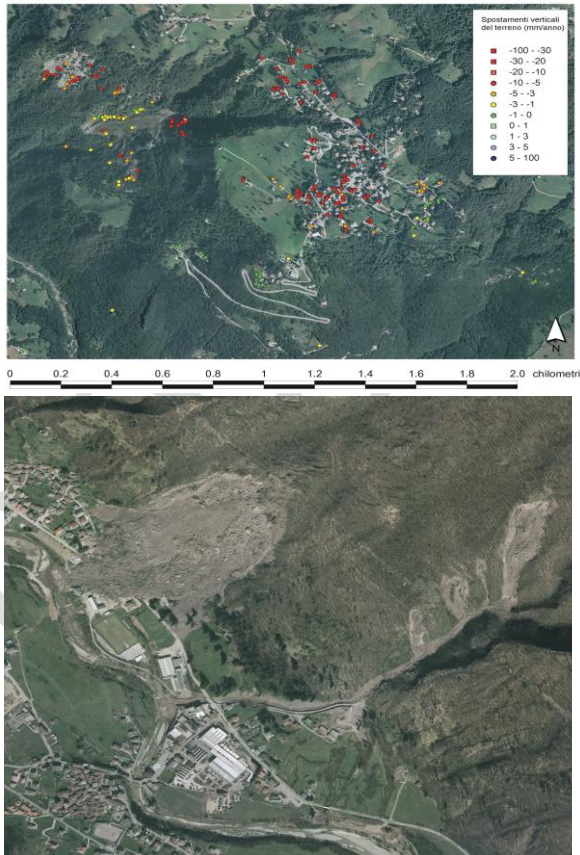 Spostamenti verticali
del terreno (mm/anno)
-100 - -30
-30 - -20
-20 - -10
-10 - -5
-5 - -3
-3 - -1
-1 - 0
0 - 1
1 - 3
3 - 5
5 - 100
N
0 0.2 0.4 0.6 0.8 1 1.2 1.4 1.6 1.8 2.0 chilometri